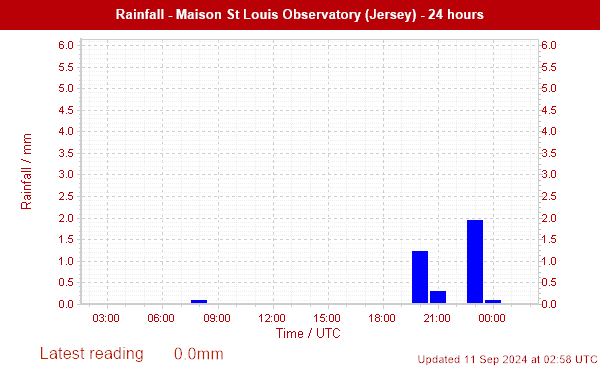 Rainfall - Maison St Louis Observatory (Jersey) - 24 hours
6.0 6.0
5.5 5.5
5.0 5.0
4.5 4.5
4.0 4.0
3.5 3.5
3.0 3.0
2.5 2.5
2.0 2.0
1.5 1.5
1.0 1.0
0.5 0.5
0.0 0.0
Rainfall / mm
03:00 06:00 09:00 12:00 15:00 18:00 21:00 00:00
Time / UTC
Latest reading 0.0mm
Updated 11 Sep 2024 at 02:58 UTC